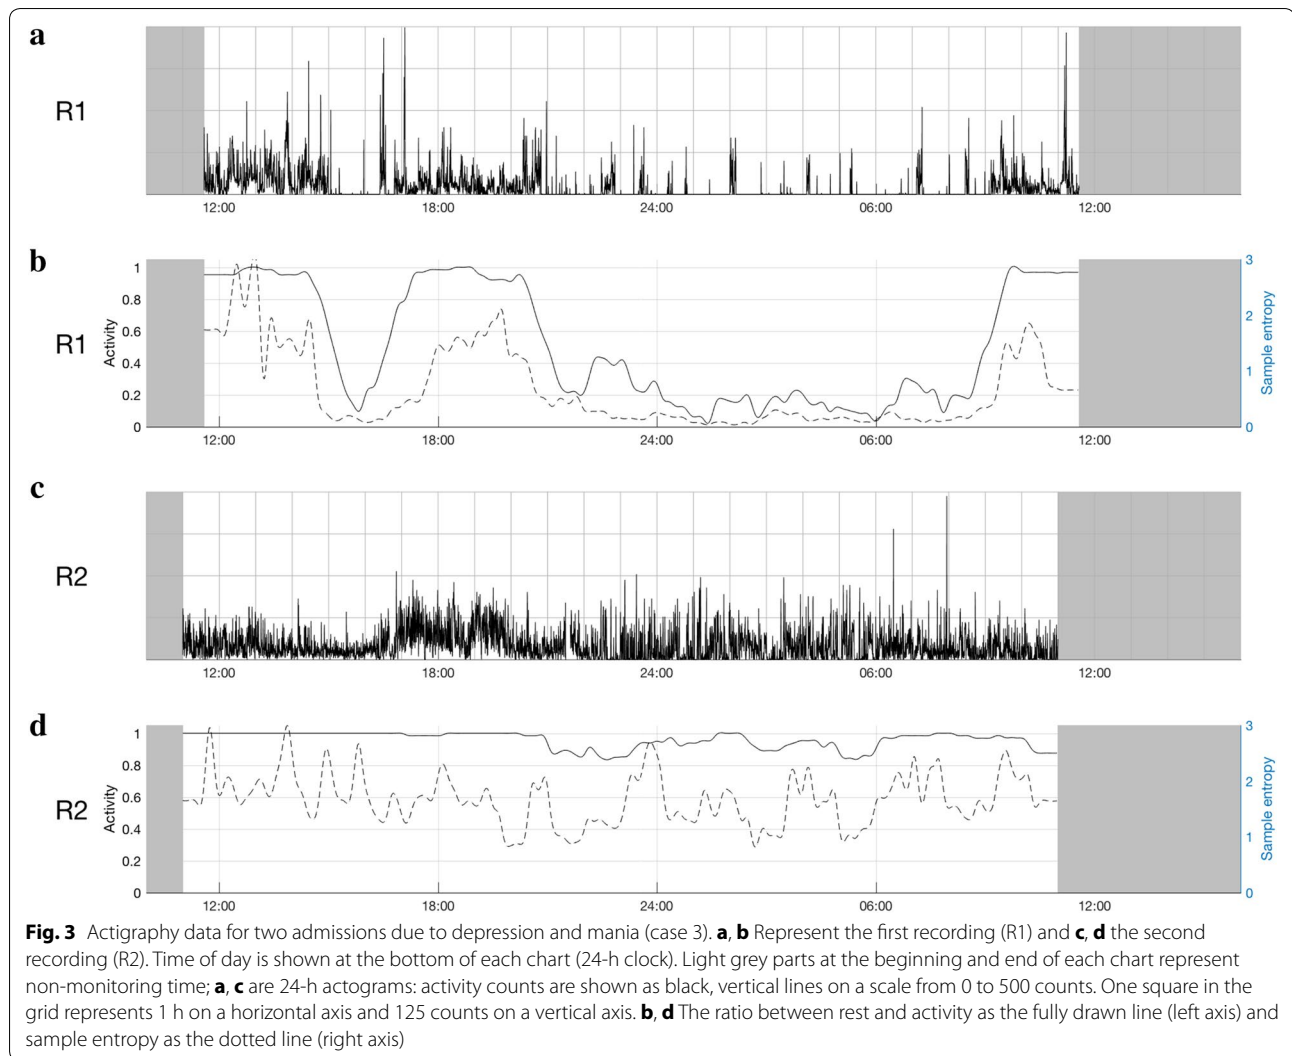 a
R1
12:00 18:00 24:00 06:00 12:00
b
R1
Activity
1
0.8
0.6
0.4
0.2
0
3
2
1
0
Sample entropy
12:00 18:00 24:00 06:00 12:00
c
R2
12:00 18:00 24:00 06:00 12:00
d
R2
Activity
1
0.8
0.6
0.4
0.2
0
3
2
1
0
Sample entropy
12:00 18:00 24:00 06:00 12:00
Fig. 3 Actigraphy data for two admissions due to depression and mania (case 3). a, b Represent the first recording (R1) and c, d the second
recording (R2). Time of day is shown at the bottom of each chart (24-h clock). Light grey parts at the beginning and end of each chart represent
non-monitoring time; a, c are 24-h actograms: activity counts are shown as black, vertical lines on a scale from 0 to 500 counts. One square in the
grid represents 1 h on a horizontal axis and 125 counts on a vertical axis. b, d The ratio between rest and activity as the fully drawn line (left axis) and
sample entropy as the dotted line (right axis)